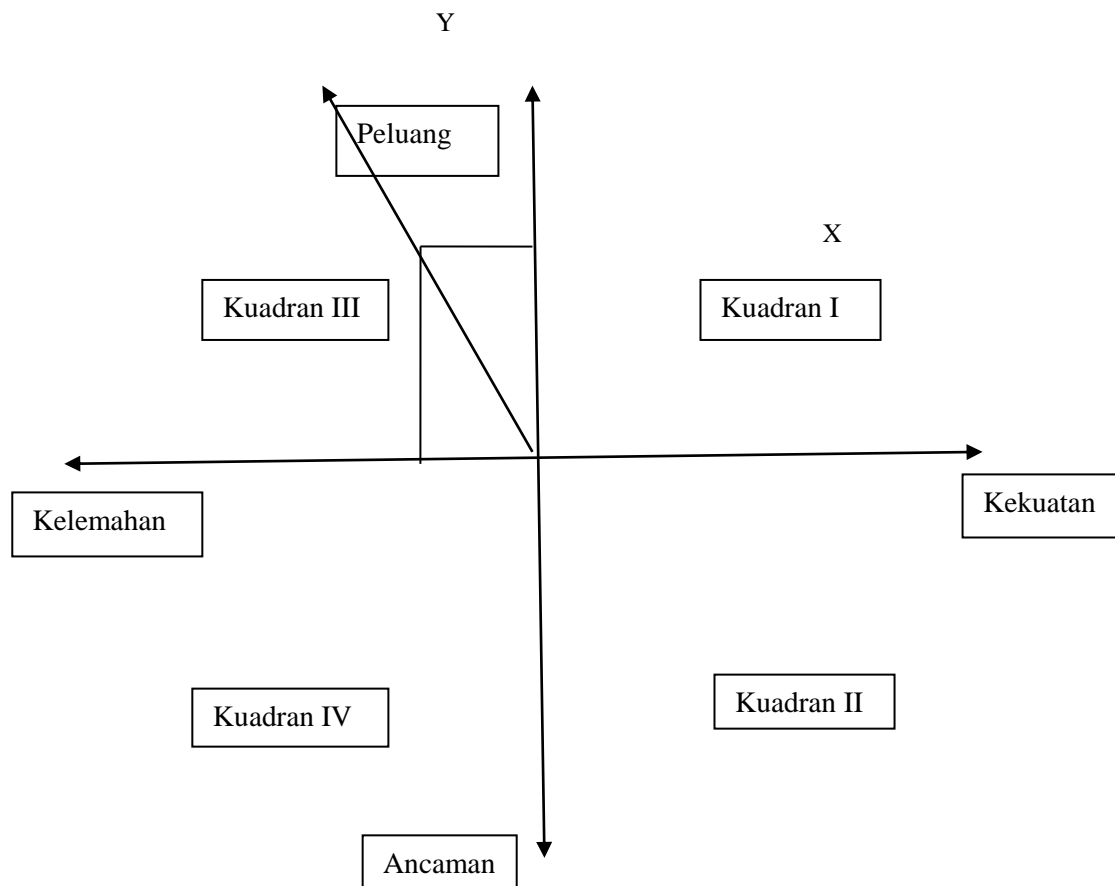 Y
Peluang
X
Kuadran III
Kuadran I
Kelemahan
Kekuatan
Kuadran IV
Kuadran II
Ancaman